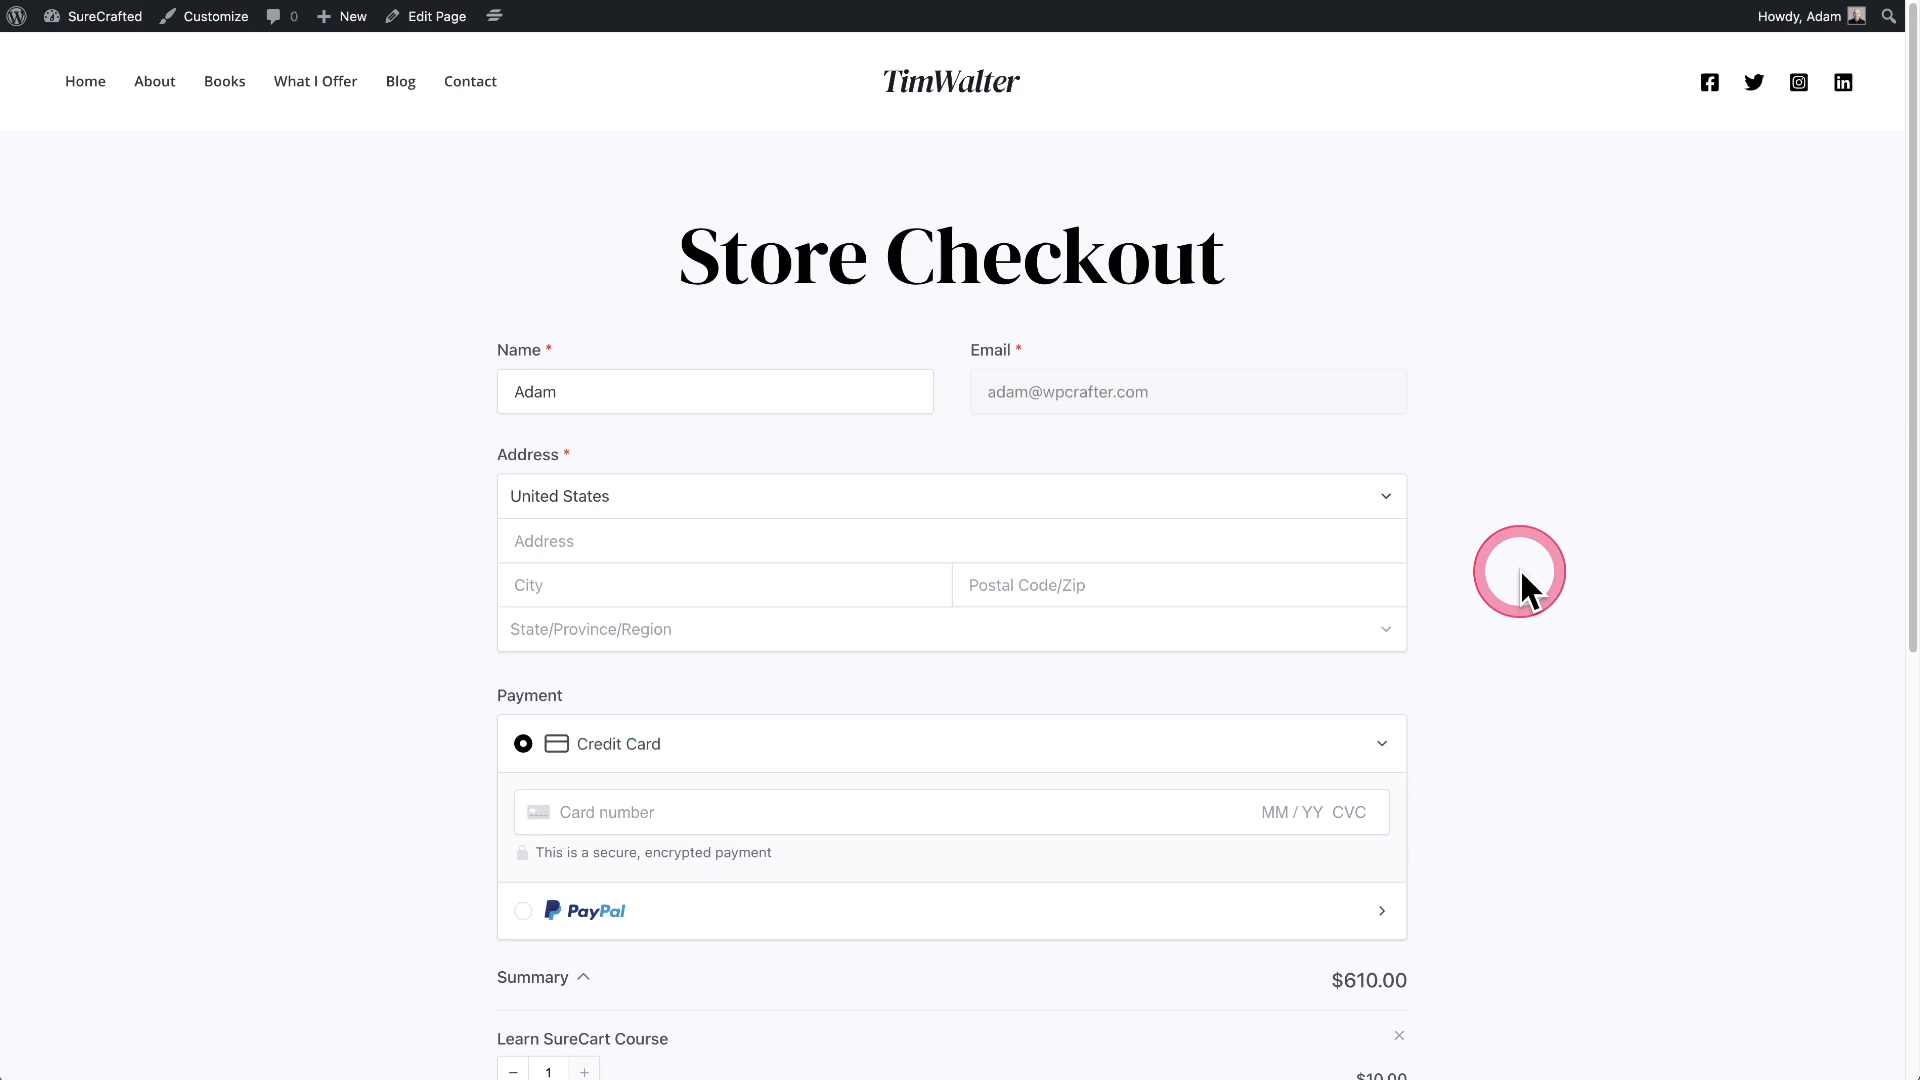 SureCrafted Customize 0 New Edit Page Howdy, Adam
Home About Books What I Offer Blog Contact TimWalter
Store Checkout
Name * Email *
Adam adam@wpcrafter.com
Address *
United States
Address
City Postal Code/Zip
State/Province/Region
Payment
Credit Card
Card number MM / YY CVC
This is a secure, encrypted payment
PayPal
Summary $610.00
Learn SureCart Course
− 1 + $10.00